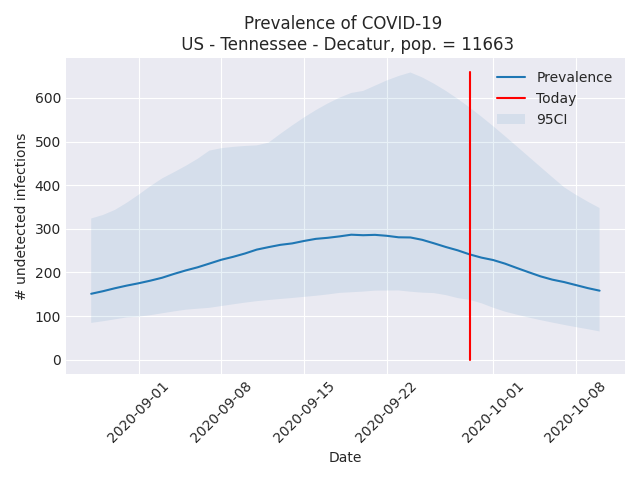 Prevalence of COVID-19
US - Tennessee - Decatur, pop. = 11663
Prevalence
Today
95CI
# undetected infections
600
500
400
300
200
100
0
2020-09-01
2020-09-08
2020-09-15
2020-09-22
2020-10-01
2020-10-08
Date